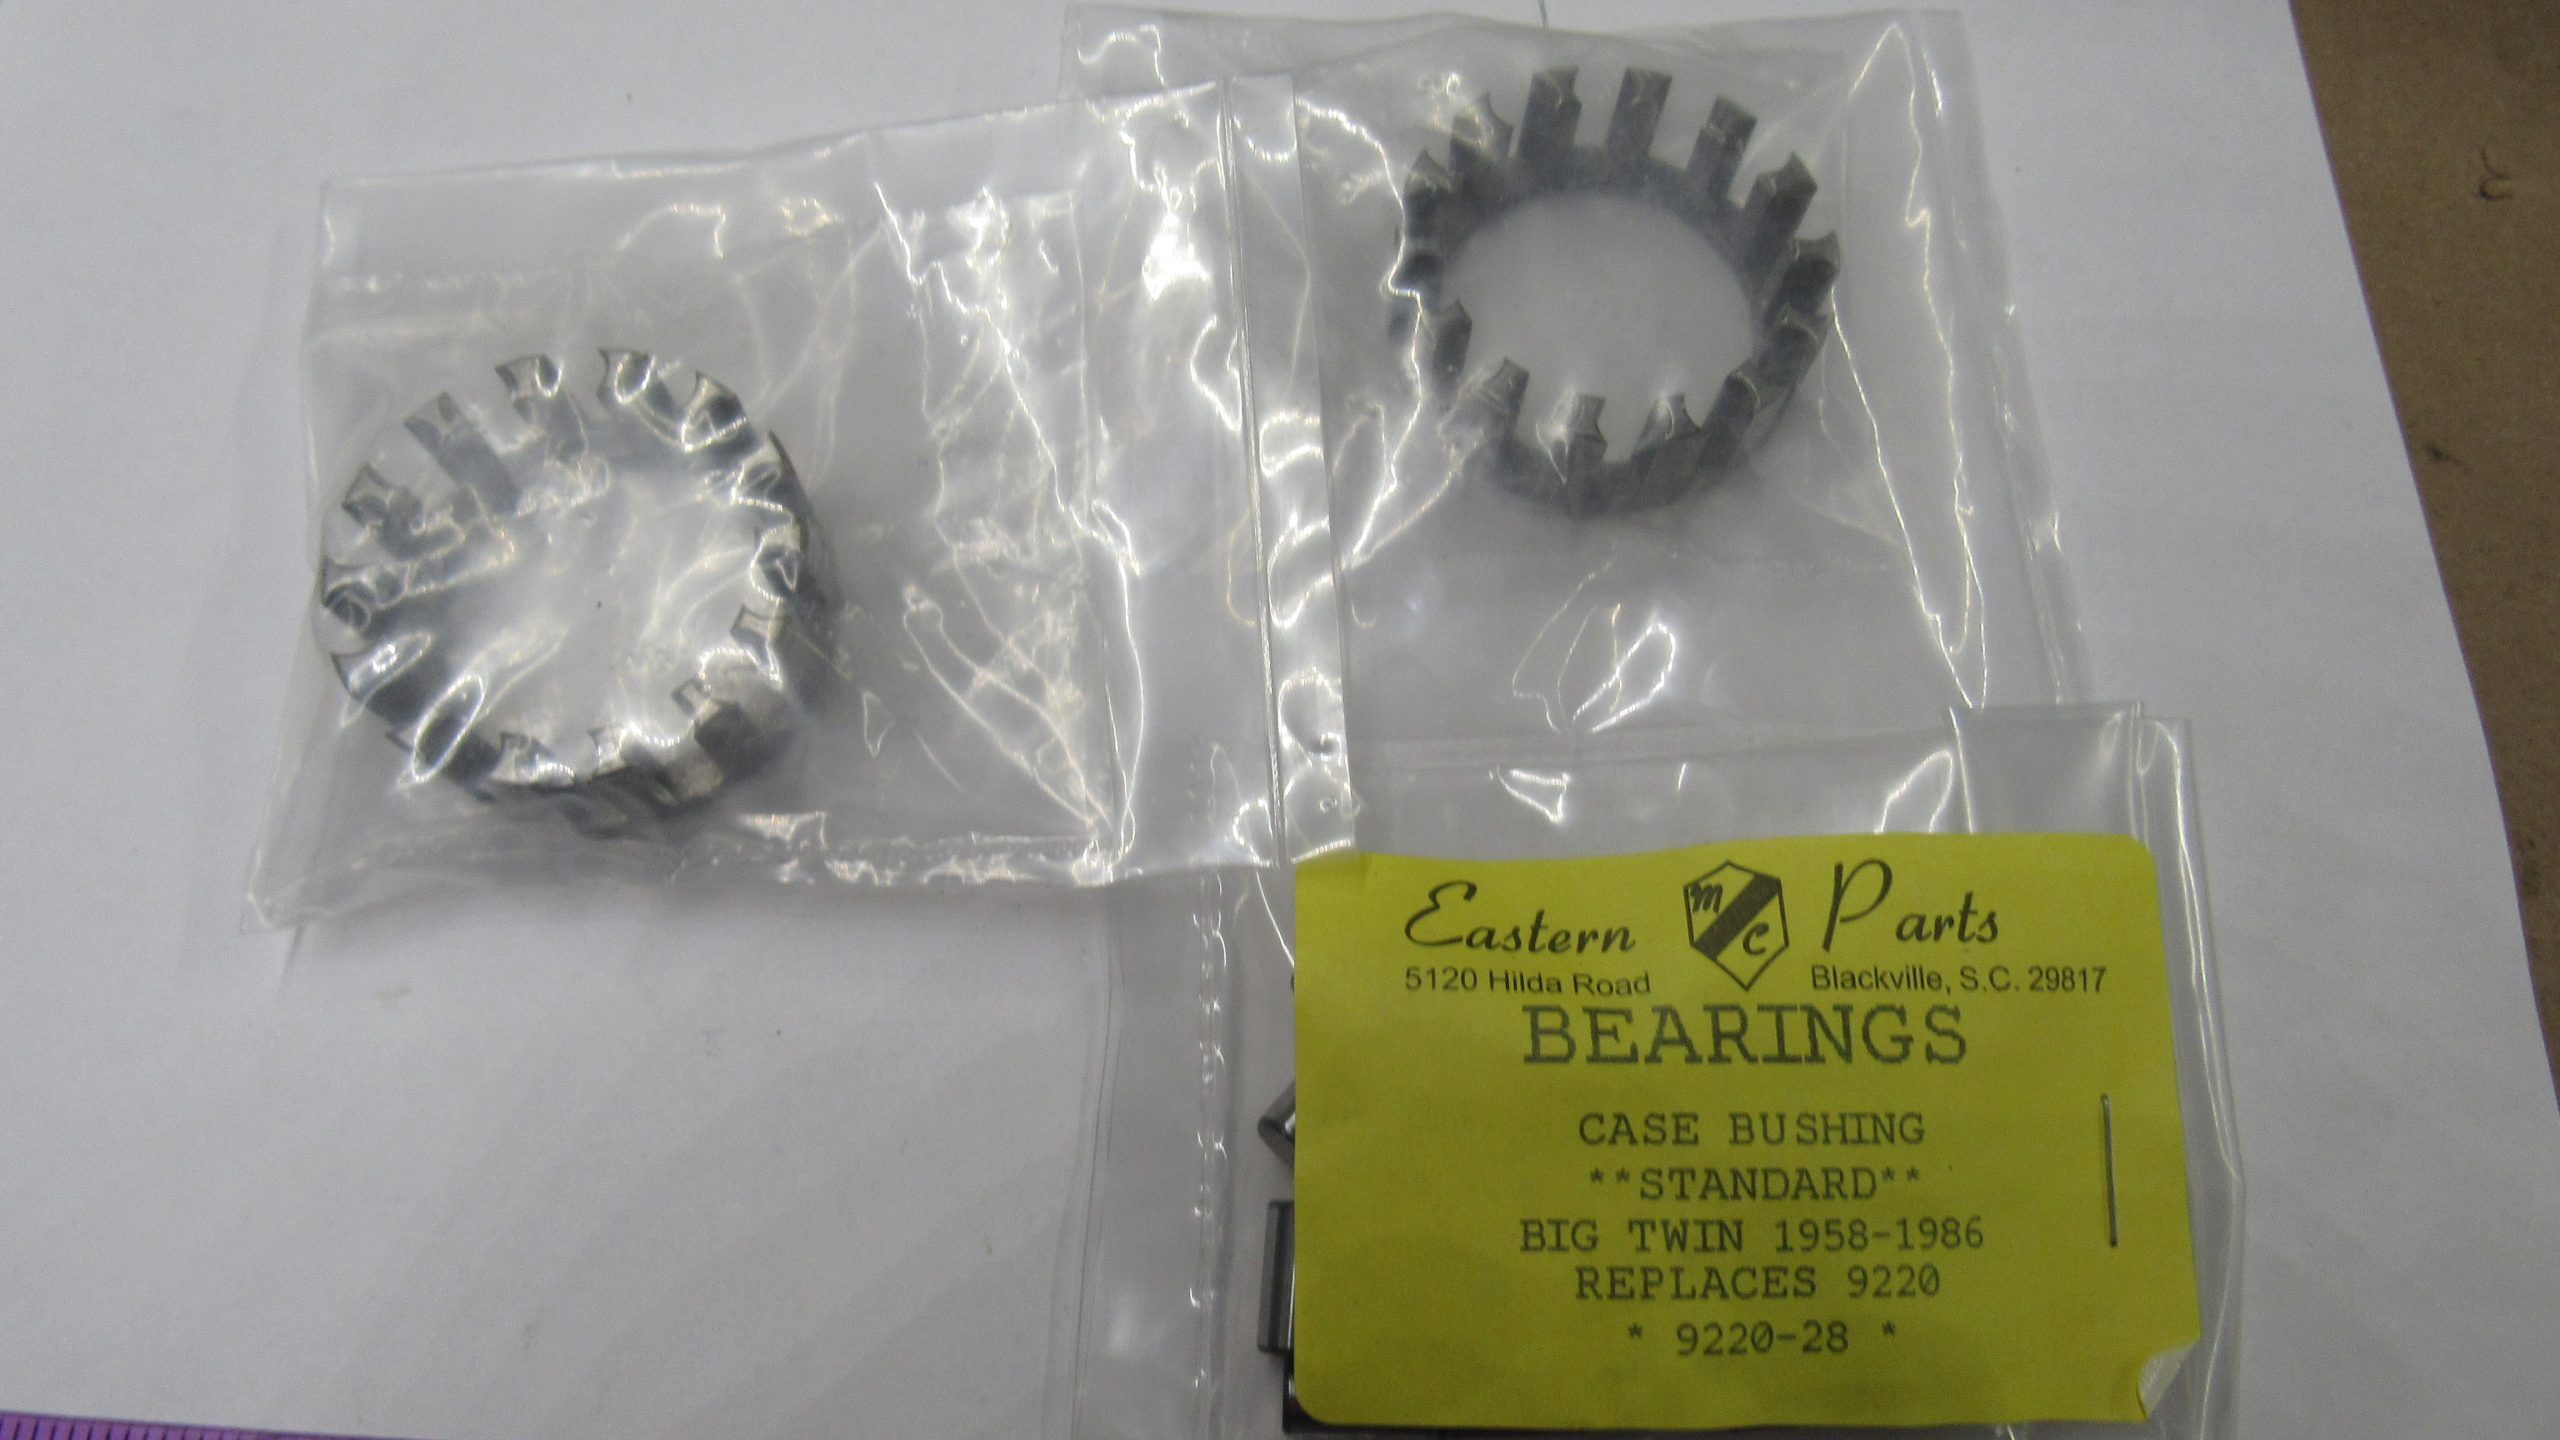 Eastern M C Parts
5120 Hilda Road Blackville, S.C. 29817
BEARINGS
CASE BUSHING
**STANDARD**
BIG TWIN 1958-1986
REPLACES 9220
* 9220-28 *